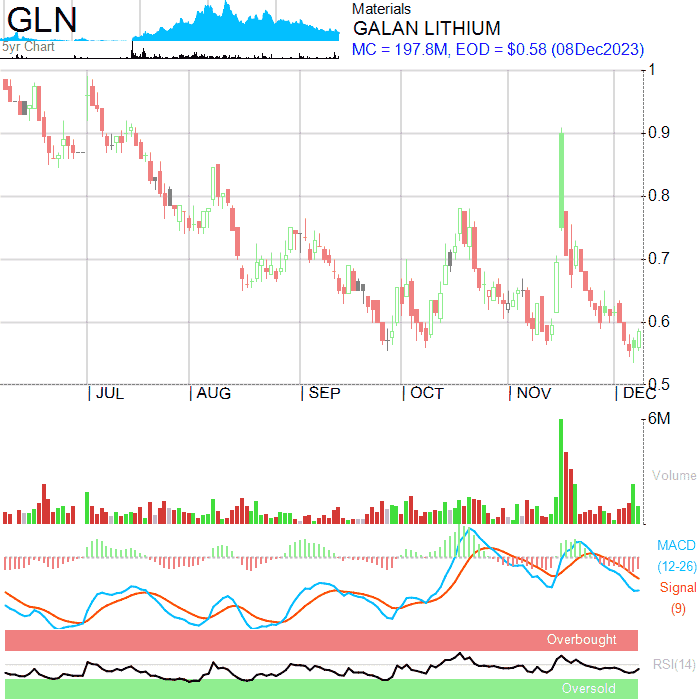 GLN
5yr Chart
Materials
GALAN LITHIUM
MC = 197.8M, EOD = $0.58 (08Dec2023)
1
0.9
0.8
0.7
0.6
0.5
| JUL | AUG | SEP | OCT | NOV | DEC
6M
Volume
MACD
(12-26)
Signal
(9)
Overbought
RSI(14)
Oversold